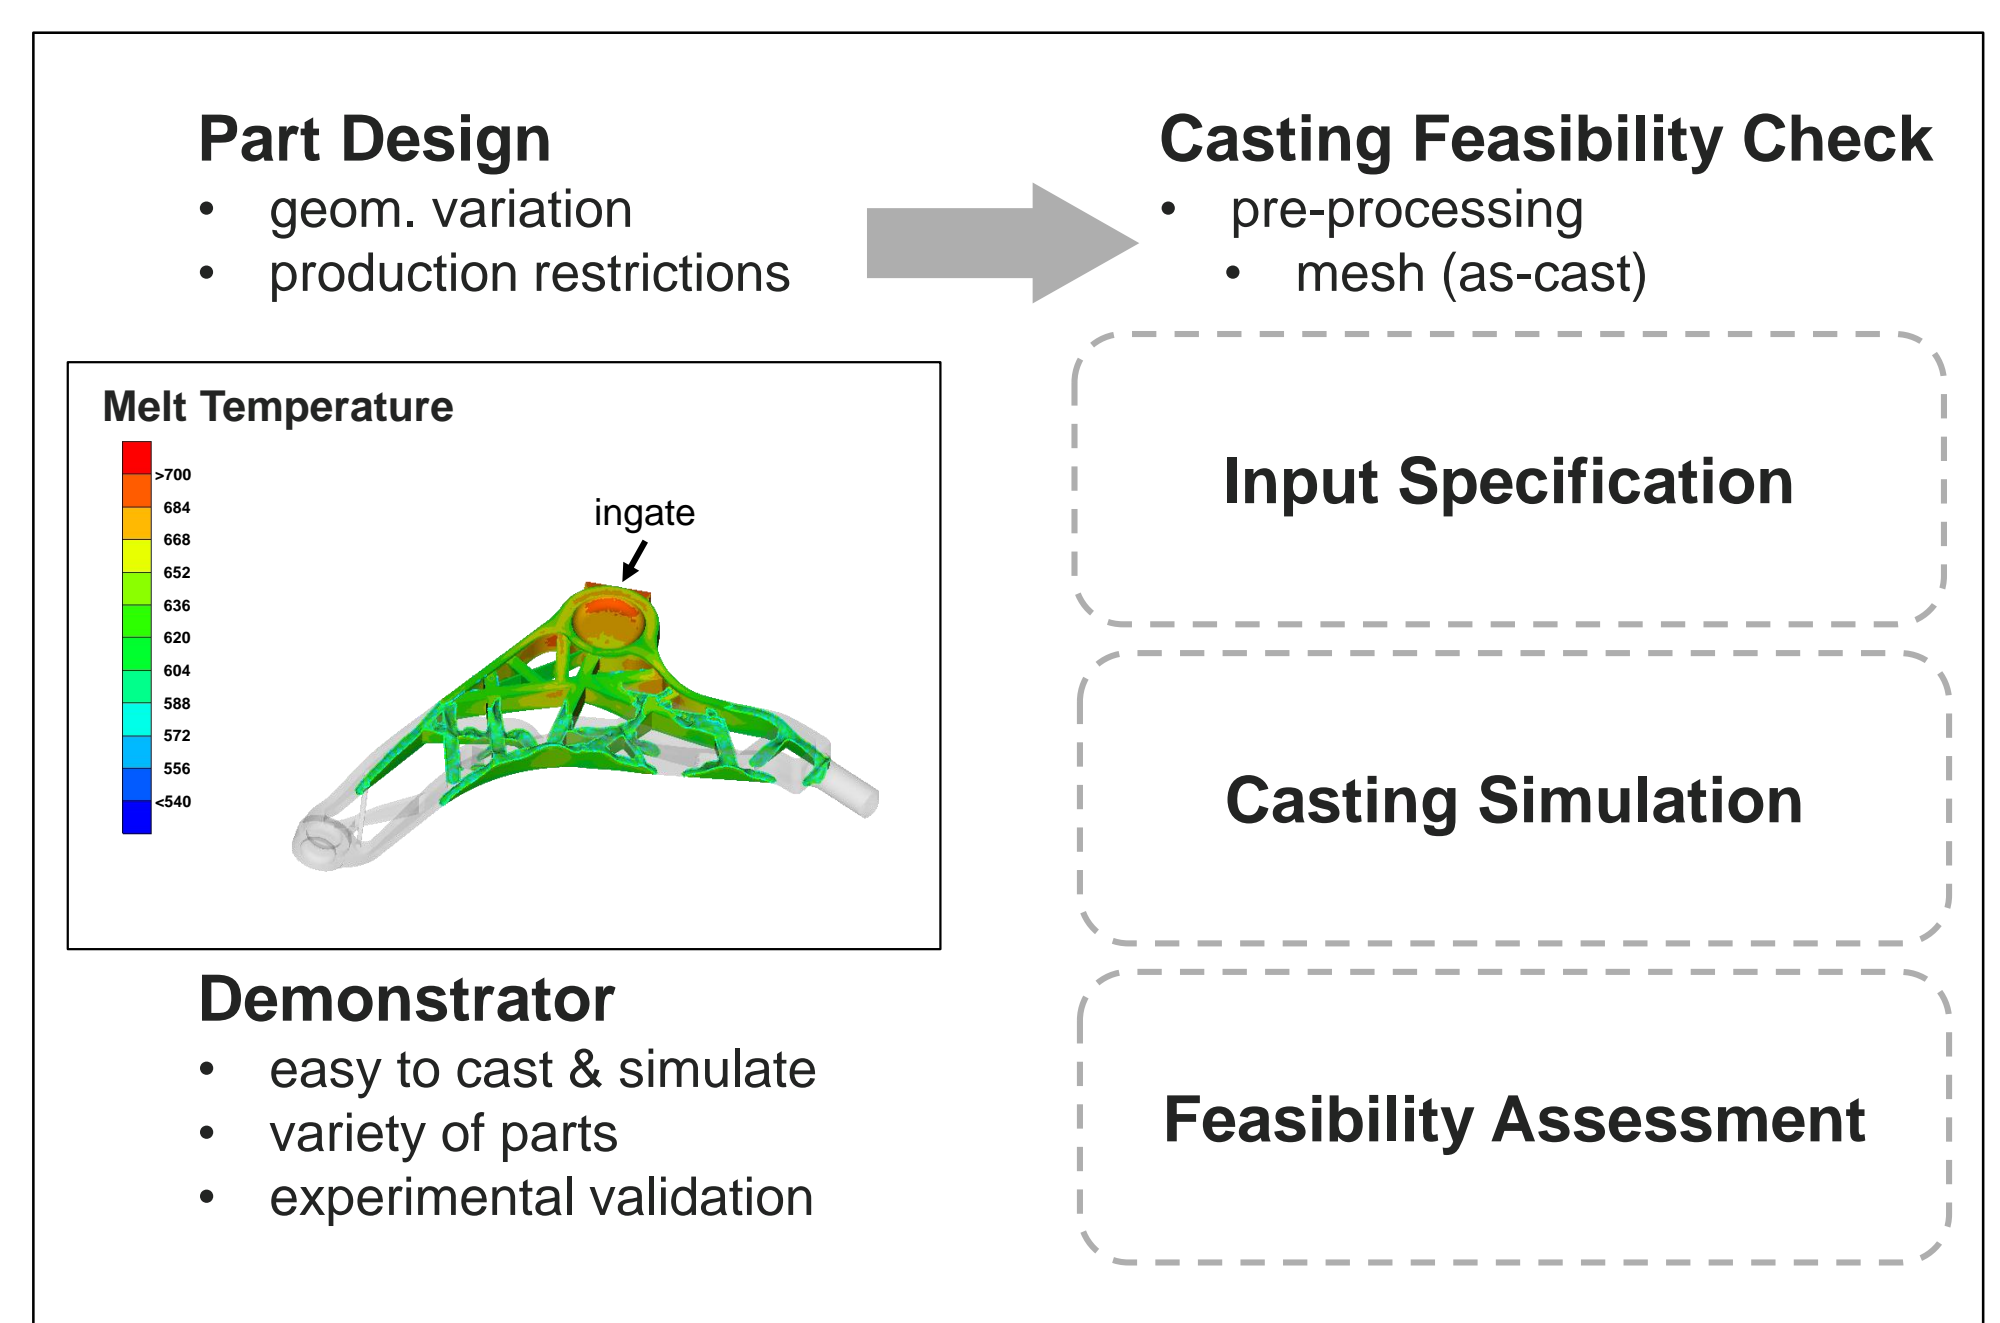 Part Design
• geom. variation
• production restrictions
Casting Feasibility Check
• pre-processing
• mesh (as-cast)
Melt Temperature
>700
684
668
652
636
620
604
588
572
556
<540
ingate
Input Specification
Casting Simulation
Feasibility Assessment
Demonstrator
• easy to cast & simulate
• variety of parts
• experimental validation